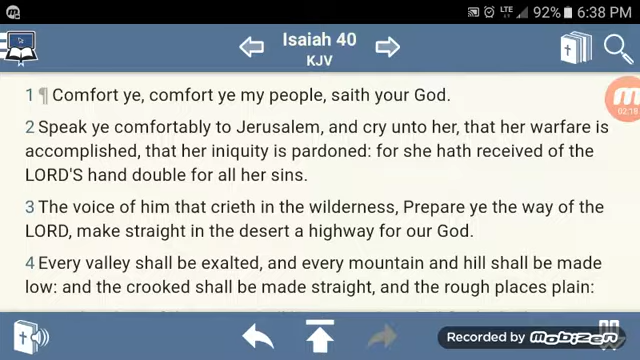 LTE 92% 6:38 PM
Isaiah 40
KJV
1 ¶ Comfort ye, comfort ye my people, saith your God.
2 Speak ye comfortably to Jerusalem, and cry unto her, that her warfare is
accomplished, that her iniquity is pardoned: for she hath received of the
LORD'S hand double for all her sins.
02:18
3 The voice of him that crieth in the wilderness, Prepare ye the way of the
LORD, make straight in the desert a highway for our God.
4 Every valley shall be exalted, and every mountain and hill shall be made
low: and the crooked shall be made straight, and the rough places plain:
Recorded by mobizen